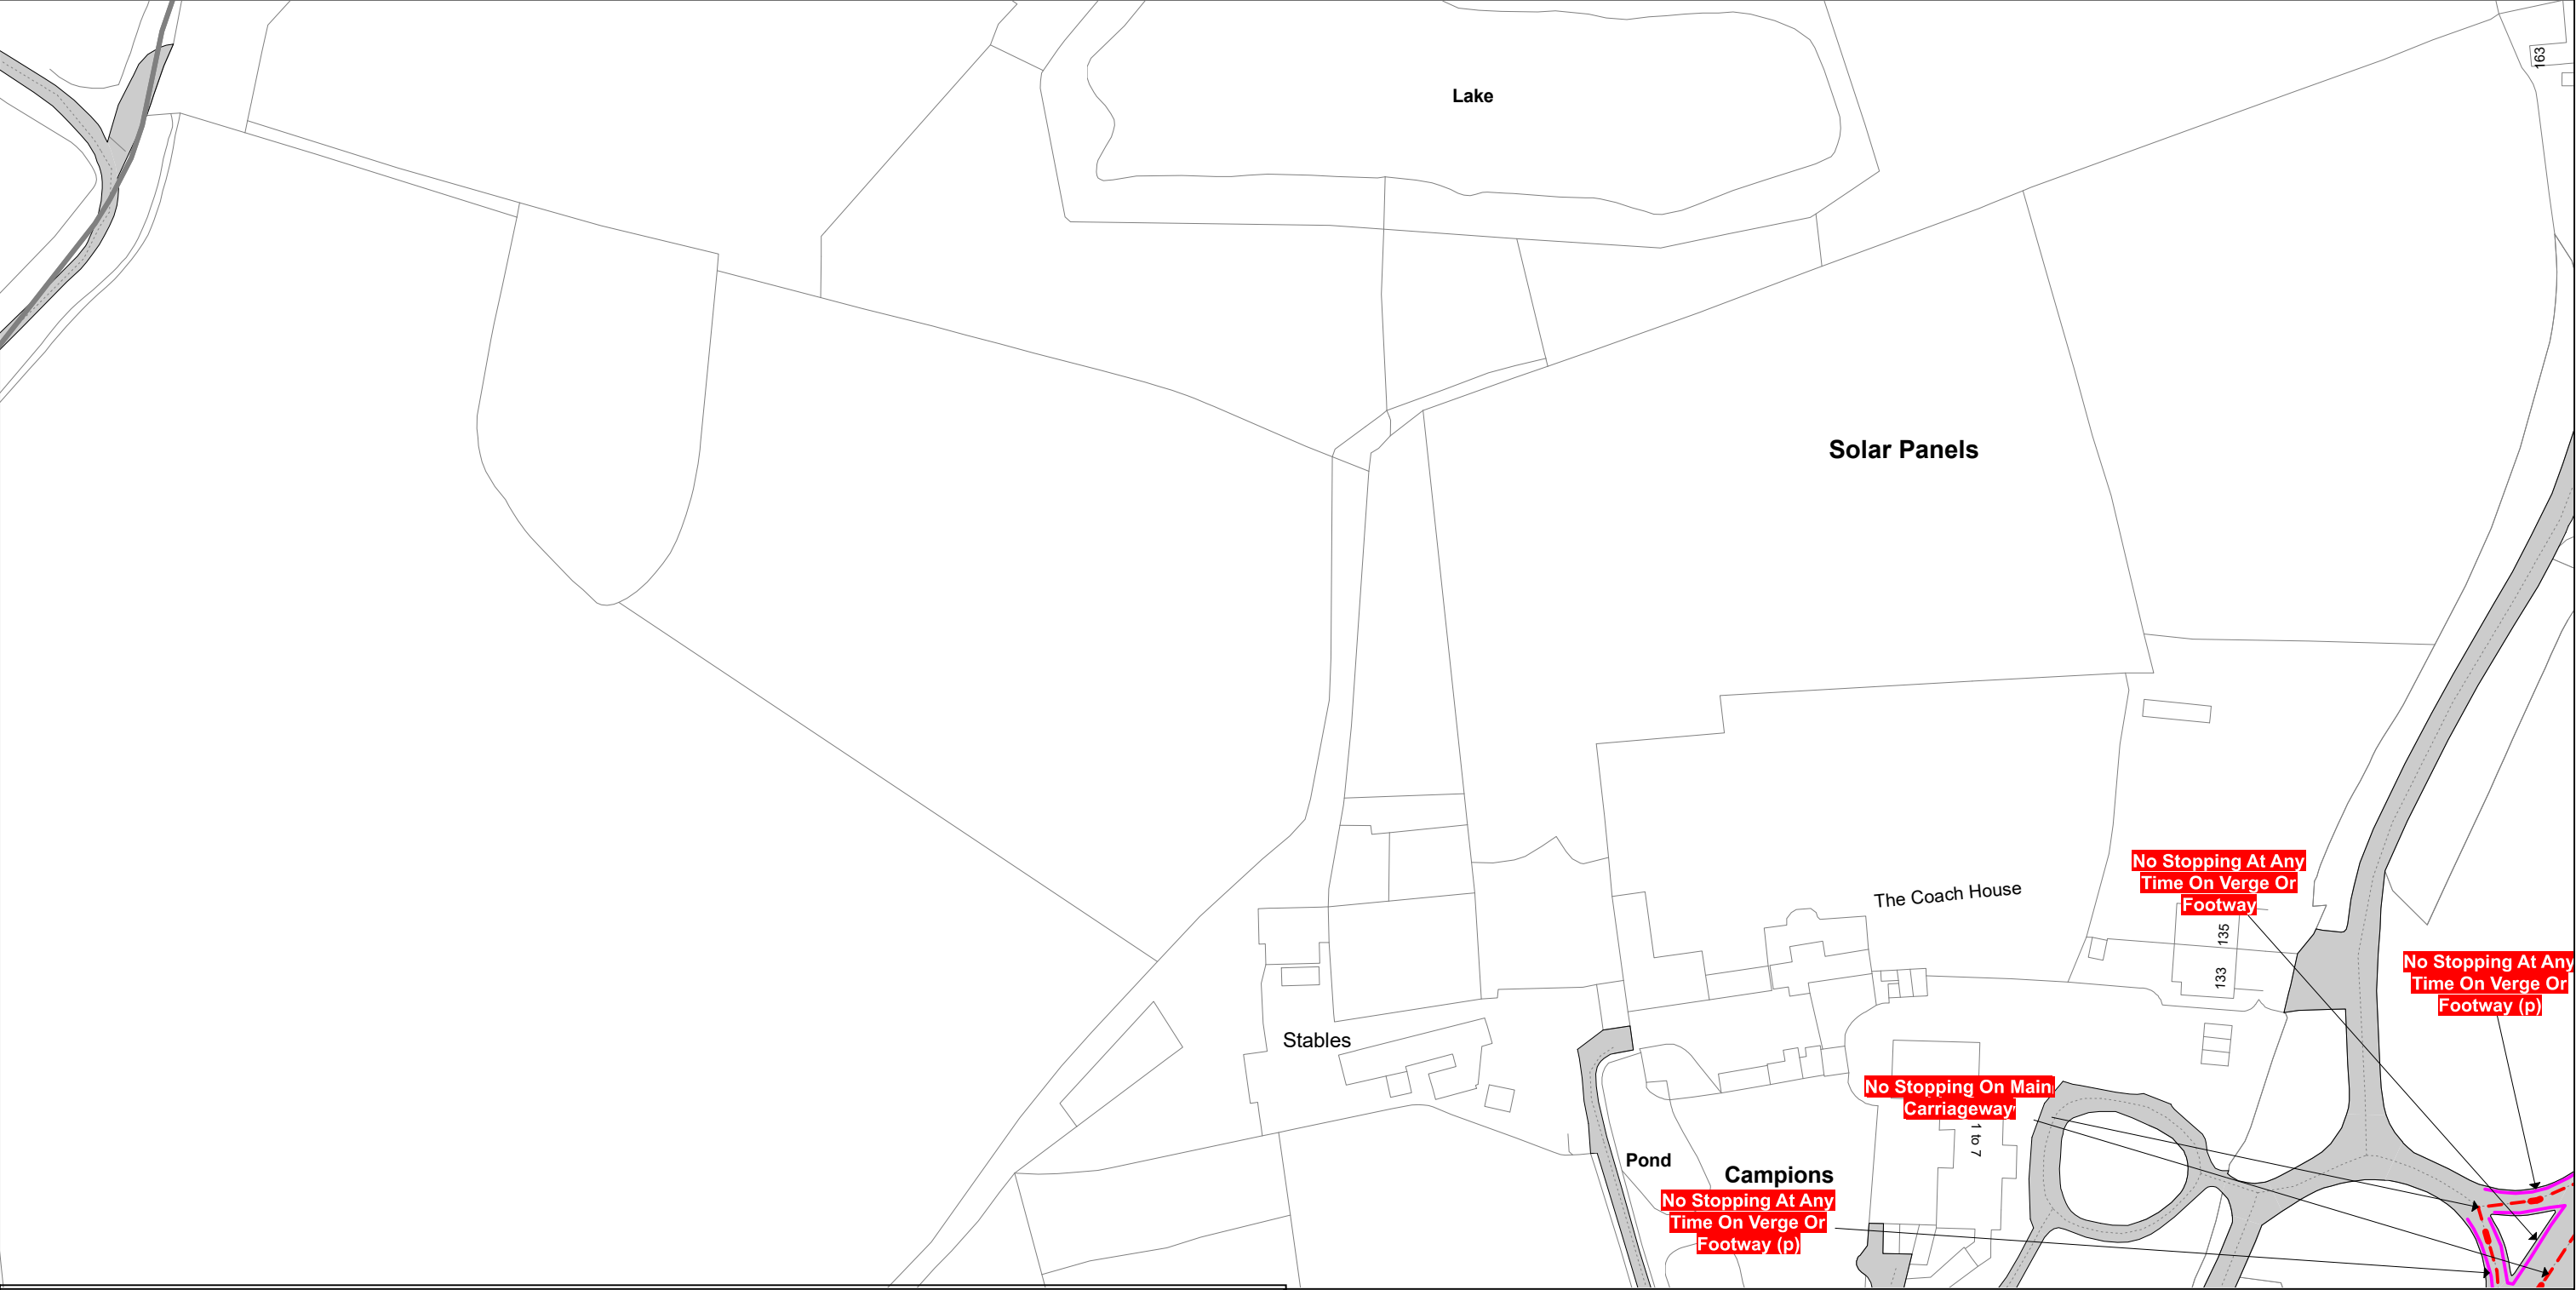 163
Lake
Solar Panels
No Stopping At Any
Time On Verge Or
Footway
The Coach House
135
133
No Stopping At Any
Time On Verge Or
Footway (p)
Stables
No Stopping On Main
Carriageway
1 to 7
Pond
Campions
No Stopping At Any
Time On Verge Or
Footway (p)